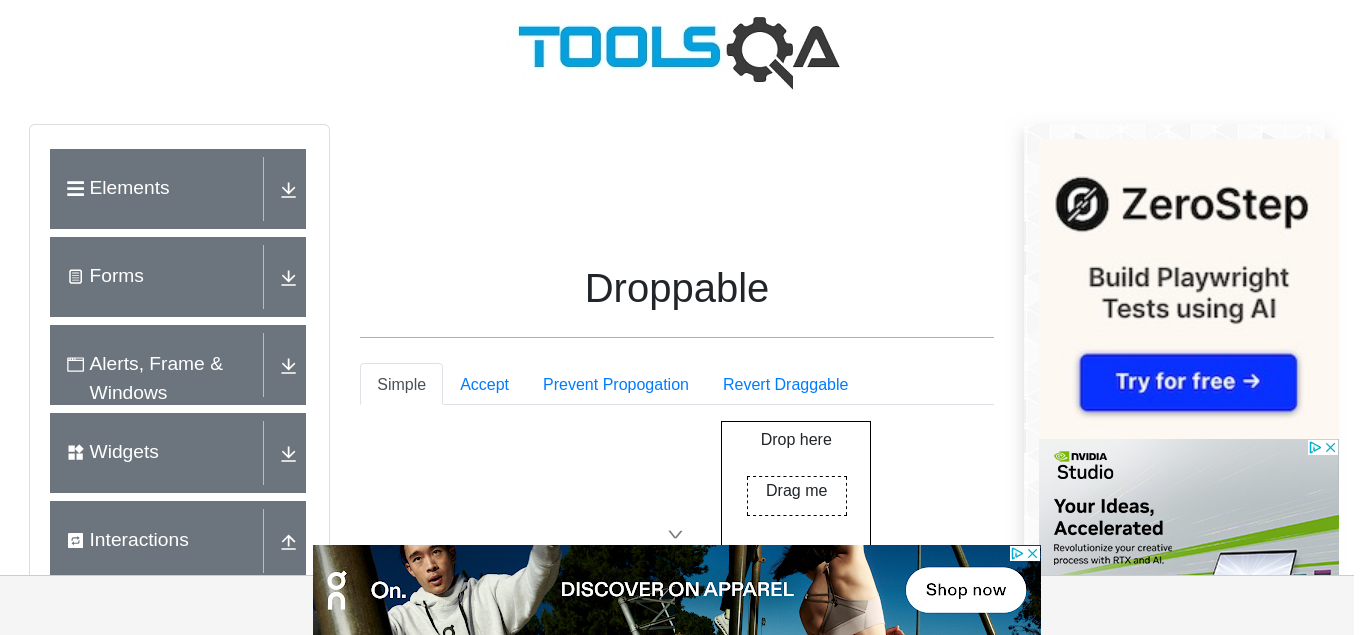 TOOLSQA
Elements
Forms
Alerts, Frame &
Windows
Widgets
Interactions
Droppable
Simple
Accept
Prevent Propogation
Revert Draggable
Drop here
Drag me
ZeroStep
Build Playwright
Tests using AI
Try for free →
NVIDIA
Studio
Your Ideas,
Accelerated
Revolutionize your creative
process with RTX and AI.
On.
DISCOVER ON APPAREL
Shop now